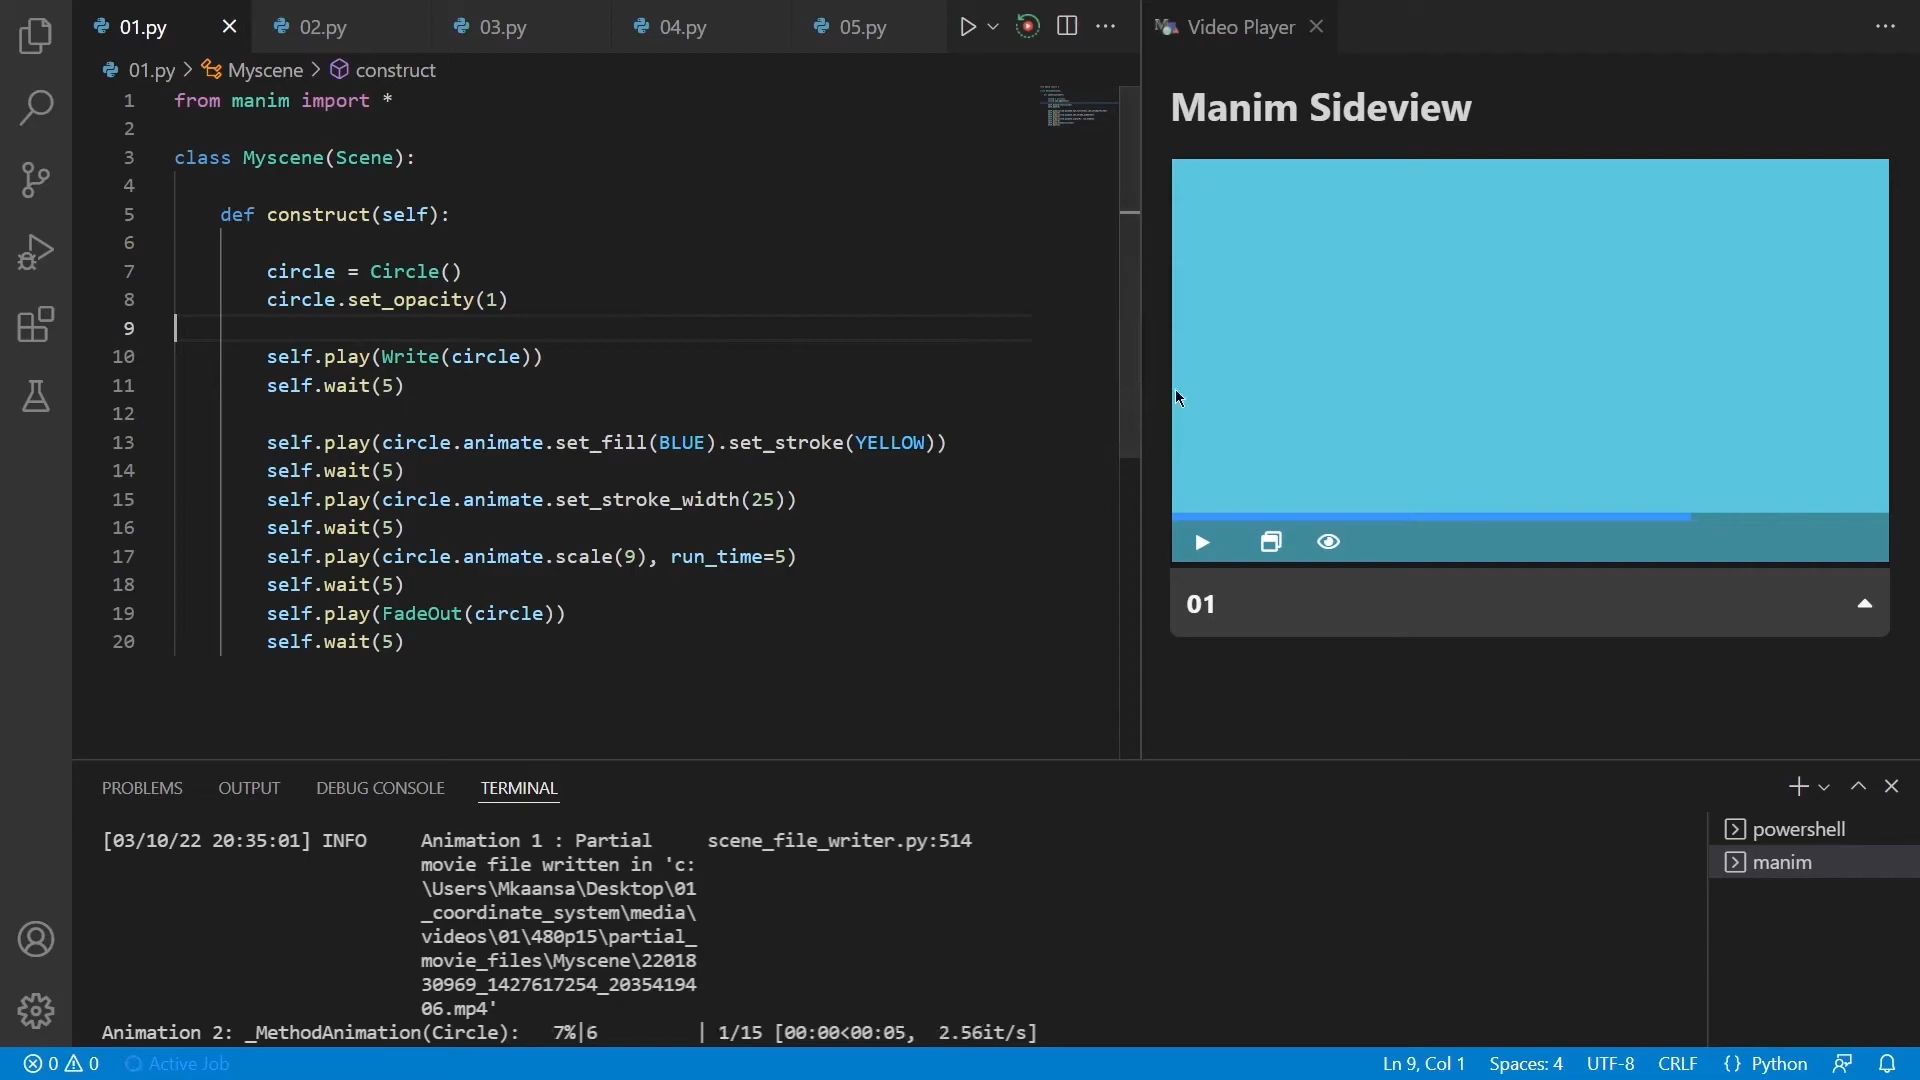 01.py
02.py
03.py
04.py
05.py
Video Player
01.py > Myscene > construct
1 from manim import *
2
3 class Myscene(Scene):
4
5 def construct(self):
6
7 circle = Circle()
8 circle.set_opacity(1)
9
10 self.play(Write(circle))
11 self.wait(5)
12
13 self.play(circle.animate.set_fill(BLUE).set_stroke(YELLOW))
14 self.wait(5)
15 self.play(circle.animate.set_stroke_width(25))
16 self.wait(5)
17 self.play(circle.animate.scale(9), run_time=5)
18 self.wait(5)
19 self.play(FadeOut(circle))
20 self.wait(5)
Manim Sideview
01
PROBLEMS OUTPUT DEBUG CONSOLE TERMINAL
[03/10/22 20:35:01] INFO Animation 1 : Partial scene_file_writer.py:514
movie file written in 'c:
\Users\Mkaansa\Desktop\01
_coordinate_system\media\
videos\01\480p15\partial_
movie_files\Myscene\22018
30969_1427617254_20354194
06.mp4'
Animation 2: _MethodAnimation(Circle): 7%|6 | 1/15 [00:00<00:05, 2.56it/s]
powershell
manim
0 0 Active Job
Ln 9, Col 1 Spaces: 4 UTF-8 CRLF {} Python